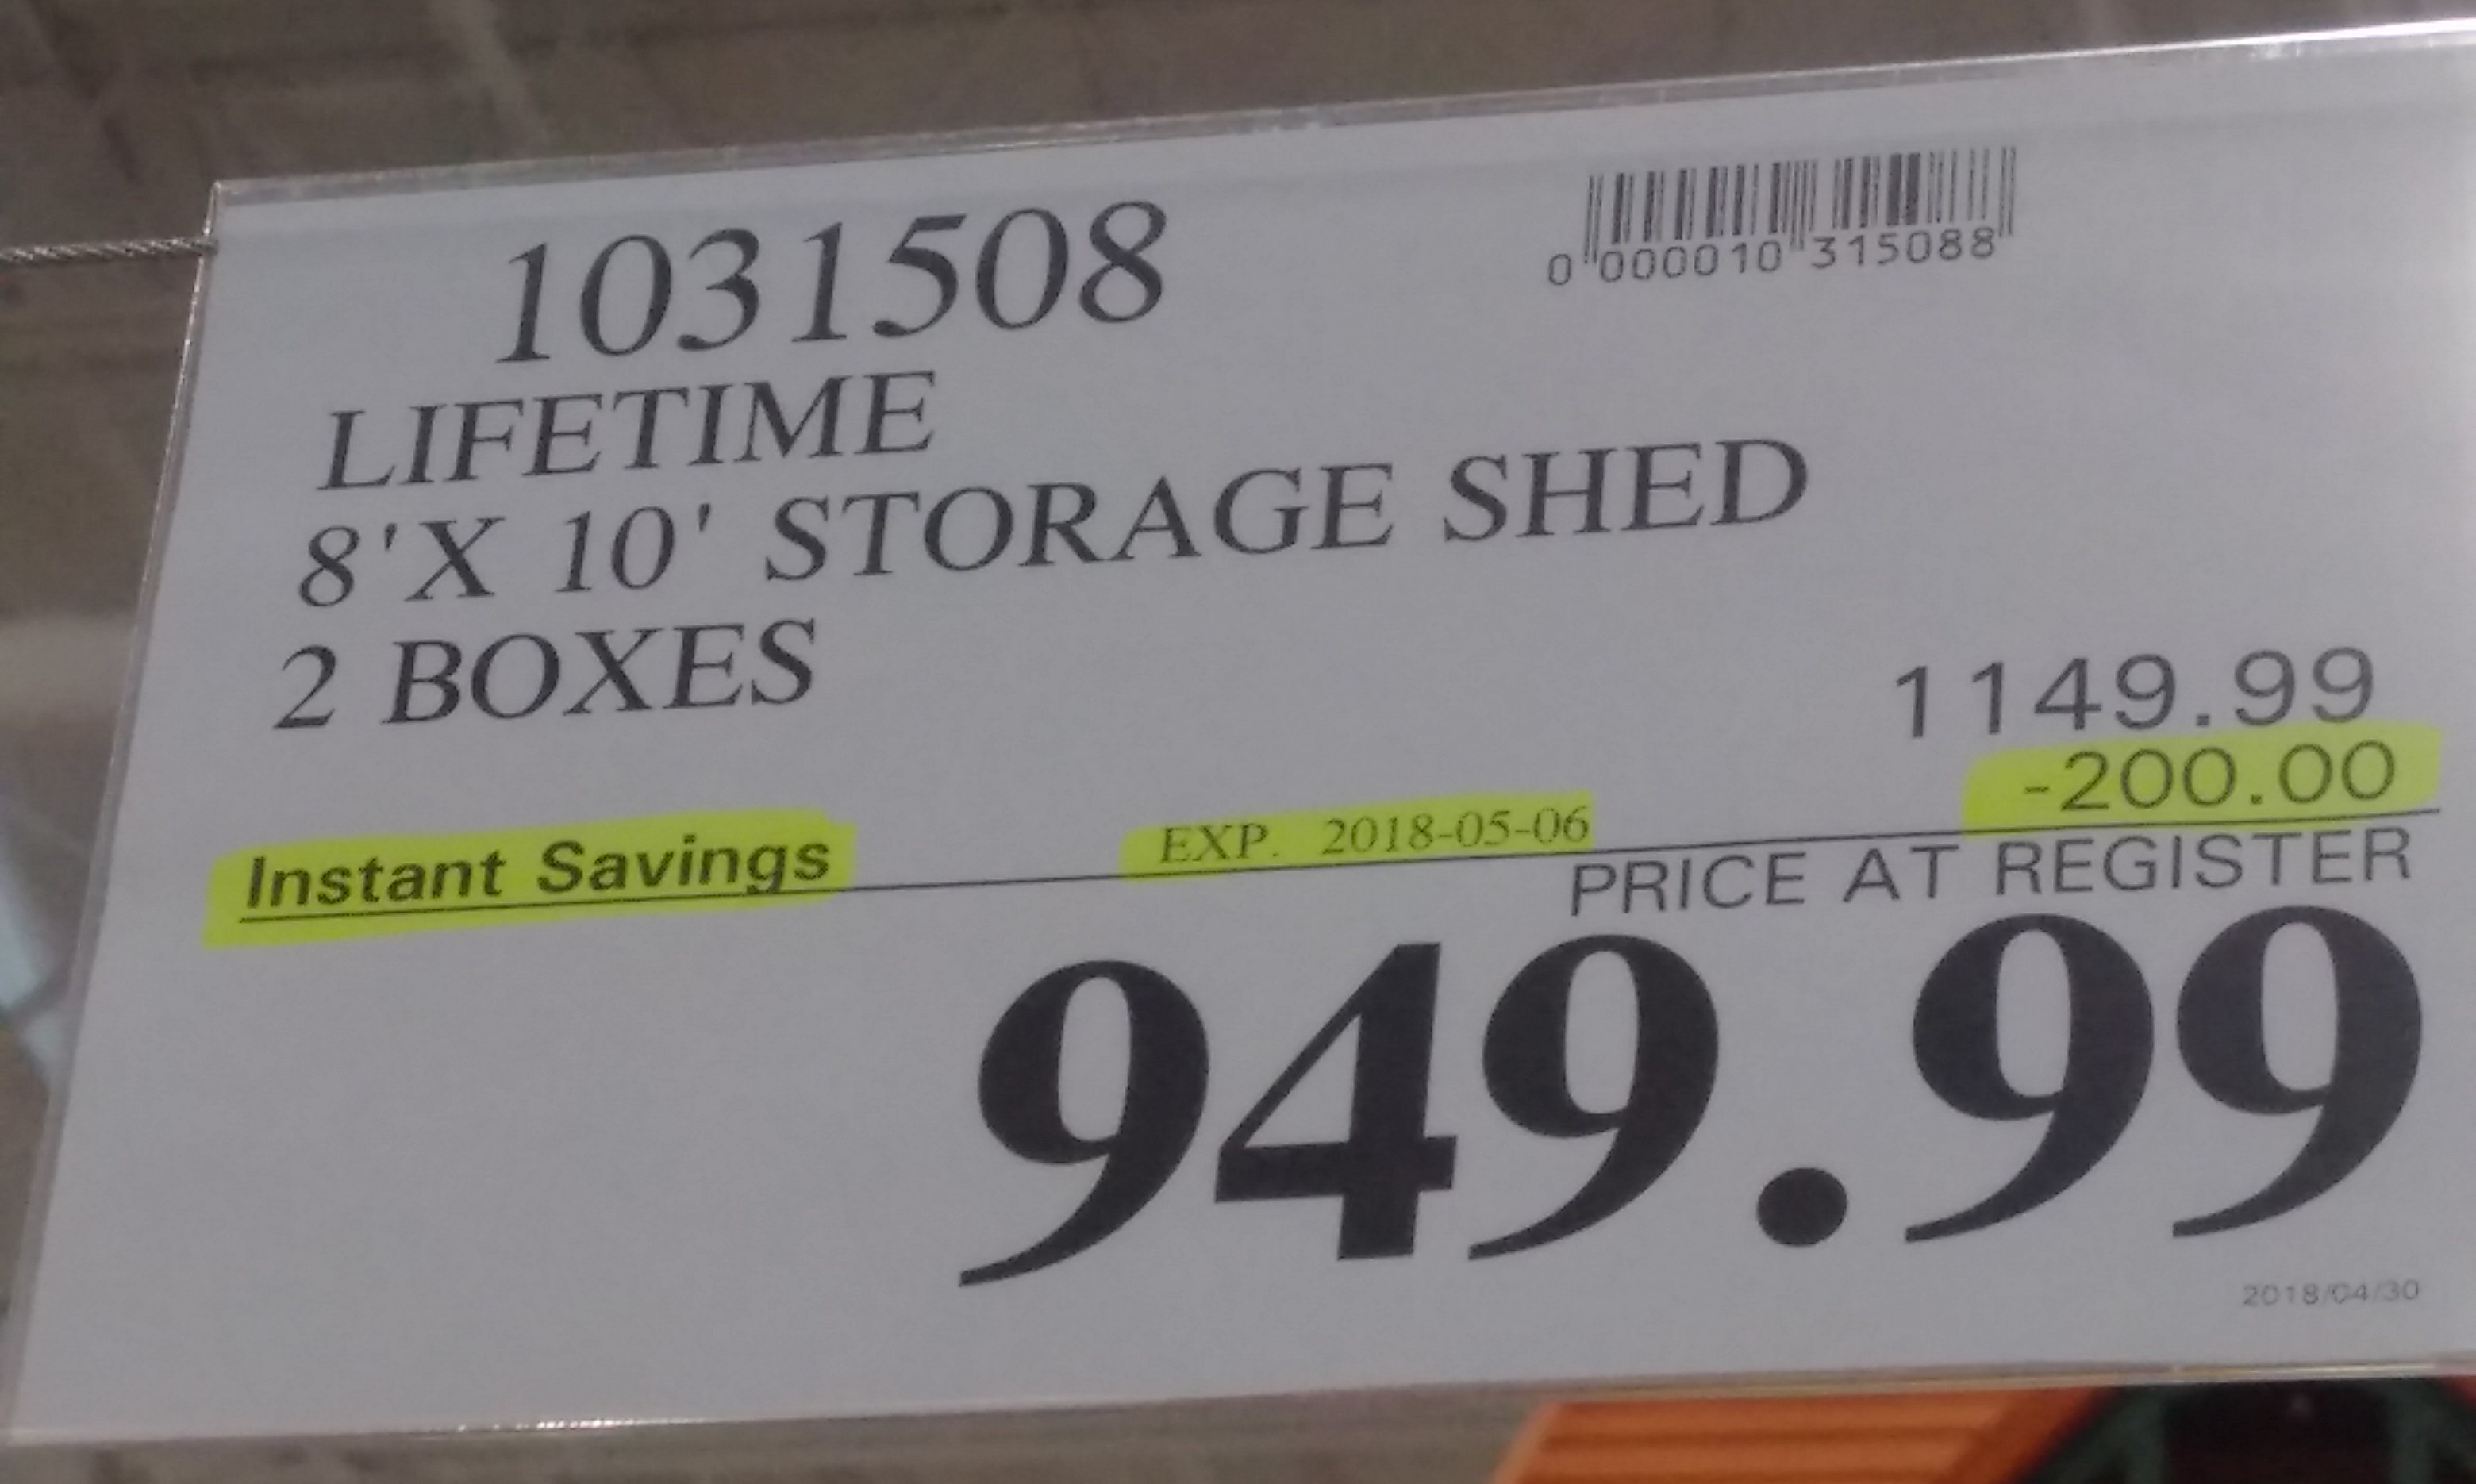 1031508
0 000010 315088
LIFETIME
8'X 10' STORAGE SHED
2 BOXES
1149.99
-200.00
Instant Savings EXP. 2018-05-06
PRICE AT REGISTER
949.99
2018/04/30